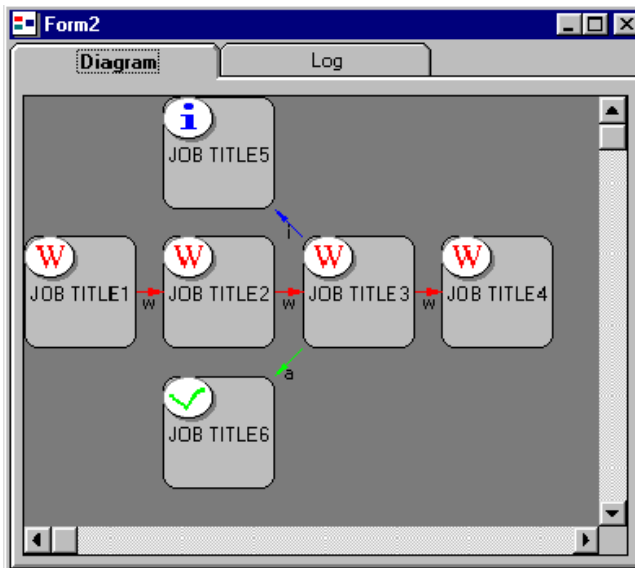 Form2
Diagram Log
i
JOB TITLE5
i
W W W W
JOB TITLE1 JOB TITLE2 JOB TITLE3 JOB TITLE4
w w w
a
JOB TITLE6